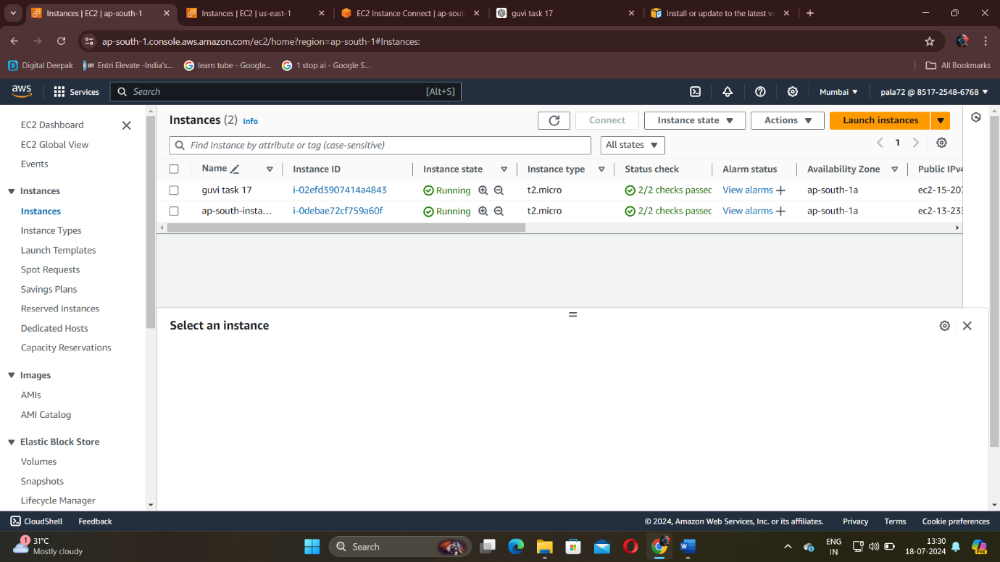 Instances | EC2 | ap-south-1
Instances | EC2 | us-east-1
EC2 Instance Connect | ap-sout
guvi task 17
Install or update to the latest ve
ap-south-1.console.aws.amazon.com/ec2/home?region=ap-south-1#Instances:
Digital Deepak
Entri Elevate -India's...
learn tube - Google...
1 stop ai - Google S...
All Bookmarks
aws
Services
Search
[Alt+S]
Mumbai
pala72 @ 8517-2548-6768
EC2 Dashboard
EC2 Global View
Events
Instances
Instances
Instance Types
Launch Templates
Spot Requests
Savings Plans
Reserved Instances
Dedicated Hosts
Capacity Reservations
Images
AMIs
AMI Catalog
Elastic Block Store
Volumes
Snapshots
Lifecycle Manager
Instances (2) Info
Connect
Instance state
Actions
Launch instances
Find Instance by attribute or tag (case-sensitive)
All states
1
Name Instance ID Instance state Instance type Status check Alarm status Availability Zone Public IPv4
guvi task 17 i-02efd3907414a4843 Running t2.micro 2/2 checks passed View alarms + ap-south-1a ec2-15-207
ap-south-insta... i-0debae72cf759a60f Running t2.micro 2/2 checks passed View alarms + ap-south-1a ec2-13-233
Select an instance
CloudShell
Feedback
© 2024, Amazon Web Services, Inc. or its affiliates.
Privacy
Terms
Cookie preferences
1
31°C
Mostly cloudy
Search
ENG
IN
13:30
18-07-2024
PRE